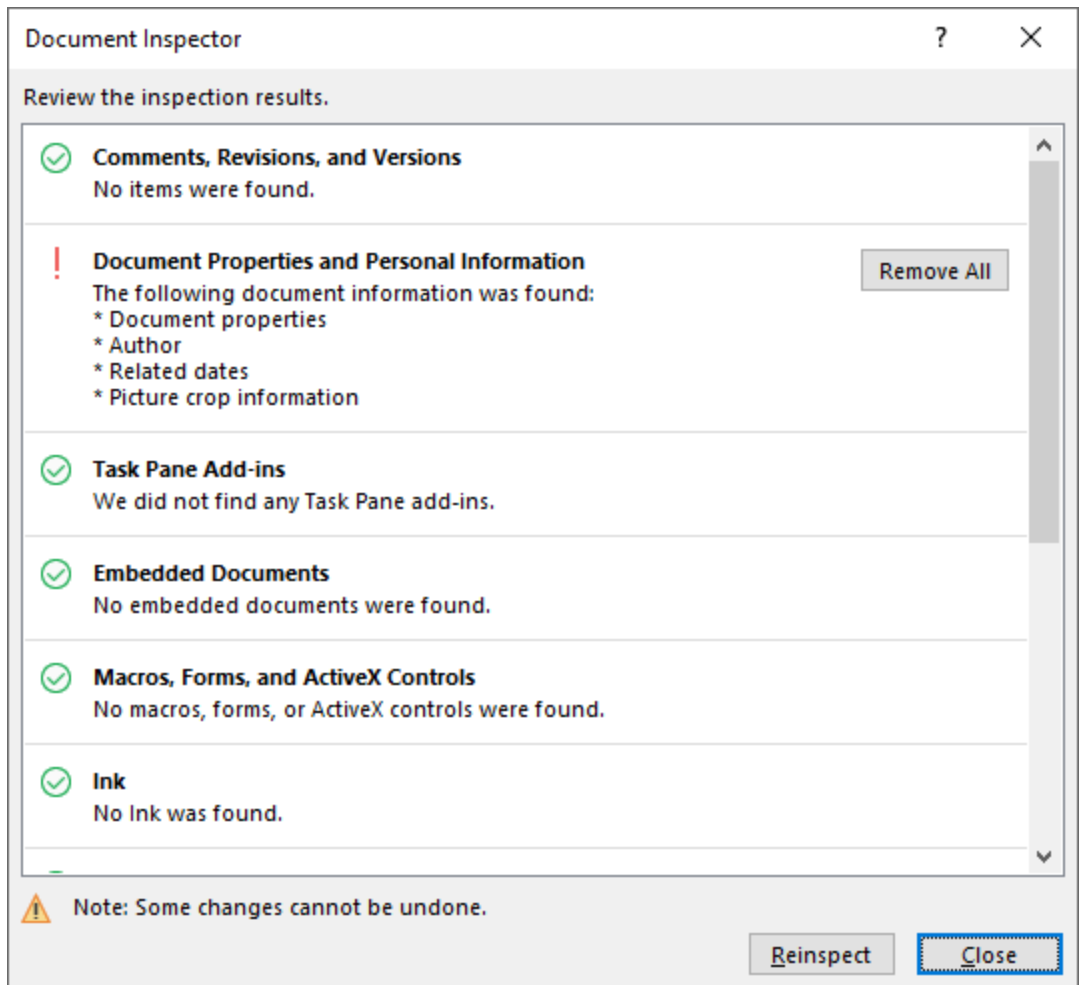 Document Inspector
?
Review the inspection results.
Comments, Revisions, and Versions
No items were found.
Document Properties and Personal Information
Remove All
The following document information was found:
* Document properties
* Author
* Related dates
* Picture crop information
Task Pane Add-ins
We did not find any Task Pane add-ins.
Embedded Documents
No embedded documents were found.
Macros, Forms, and ActiveX Controls
No macros, forms, or ActiveX controls were found.
Ink
No Ink was found.
Note: Some changes cannot be undone.
Reinspect
Close